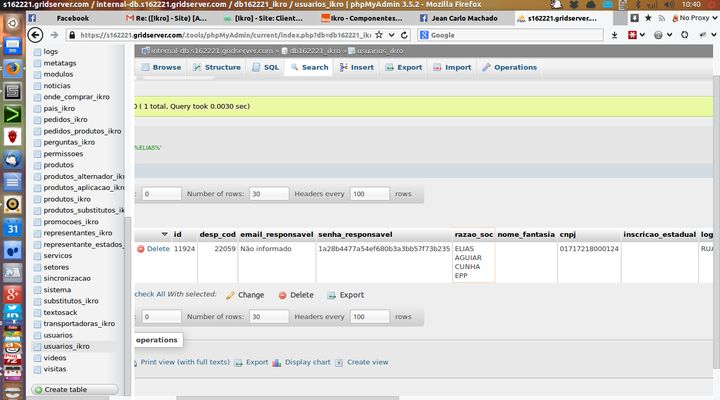 s162221.gridserver.com / internal-db.s162221.gridserver.com / db162221_ikro / usuarios_ikro | phpMyAdmin 3.5.2 - Mozilla Firefox
10:40
Facebook
Re: ([Ikro] - Site) [A...
[Ikro] - Site: Client...
Ikro - Componentes...
Jean Carlo Machado
s162221.gridserver....
No Proxy
https://s162221.gridserver.com/.tools/phpMyAdmin/current/index.php?db=db162221_ikr
Google
internal-db.s162221.gridserver.com » db162221_ikro » usuarios_ikro
Browse
Structure
SQL
Search
Insert
Export
Import
Operations
logs
metatags
modulos
noticias
onde_comprar_ikro
pais_ikro
pedidos_ikro
pedidos_produtos_ikro
perguntas_ikro
permissoes
produtos
produtos_alternador_ikro
produtos_aplicacao_ikro
produtos_ikro
produtos_substitutos_ikro
promocoes_ikro
representantes_ikro
representante_estados_
servicos
setores
sincronizacao
sistema
substitutos_ikro
textosack
transportadoras_ikro
usuarios
usuarios_ikro
videos
visitas
Create table
0 ( 1 total, Query took 0.0030 sec)
%ELIAS%'
: 0 Number of rows: 30 Headers every 100 rows
id desp_cod email_responsavel senha_responsavel razao_soc nome_fantasia cnpj inscricao_estadual log
Delete 11924 22059 Não informado 1a28b4477a54ef680b3a3bb57f73b235 ELIAS 01717218000124 RUA
AGUIAR
CUNHA
EPP
check All With selected: Change Delete Export
: 0 Number of rows: 30 Headers every 100 rows
operations
Print view (with full texts) Export Display chart Create view
31